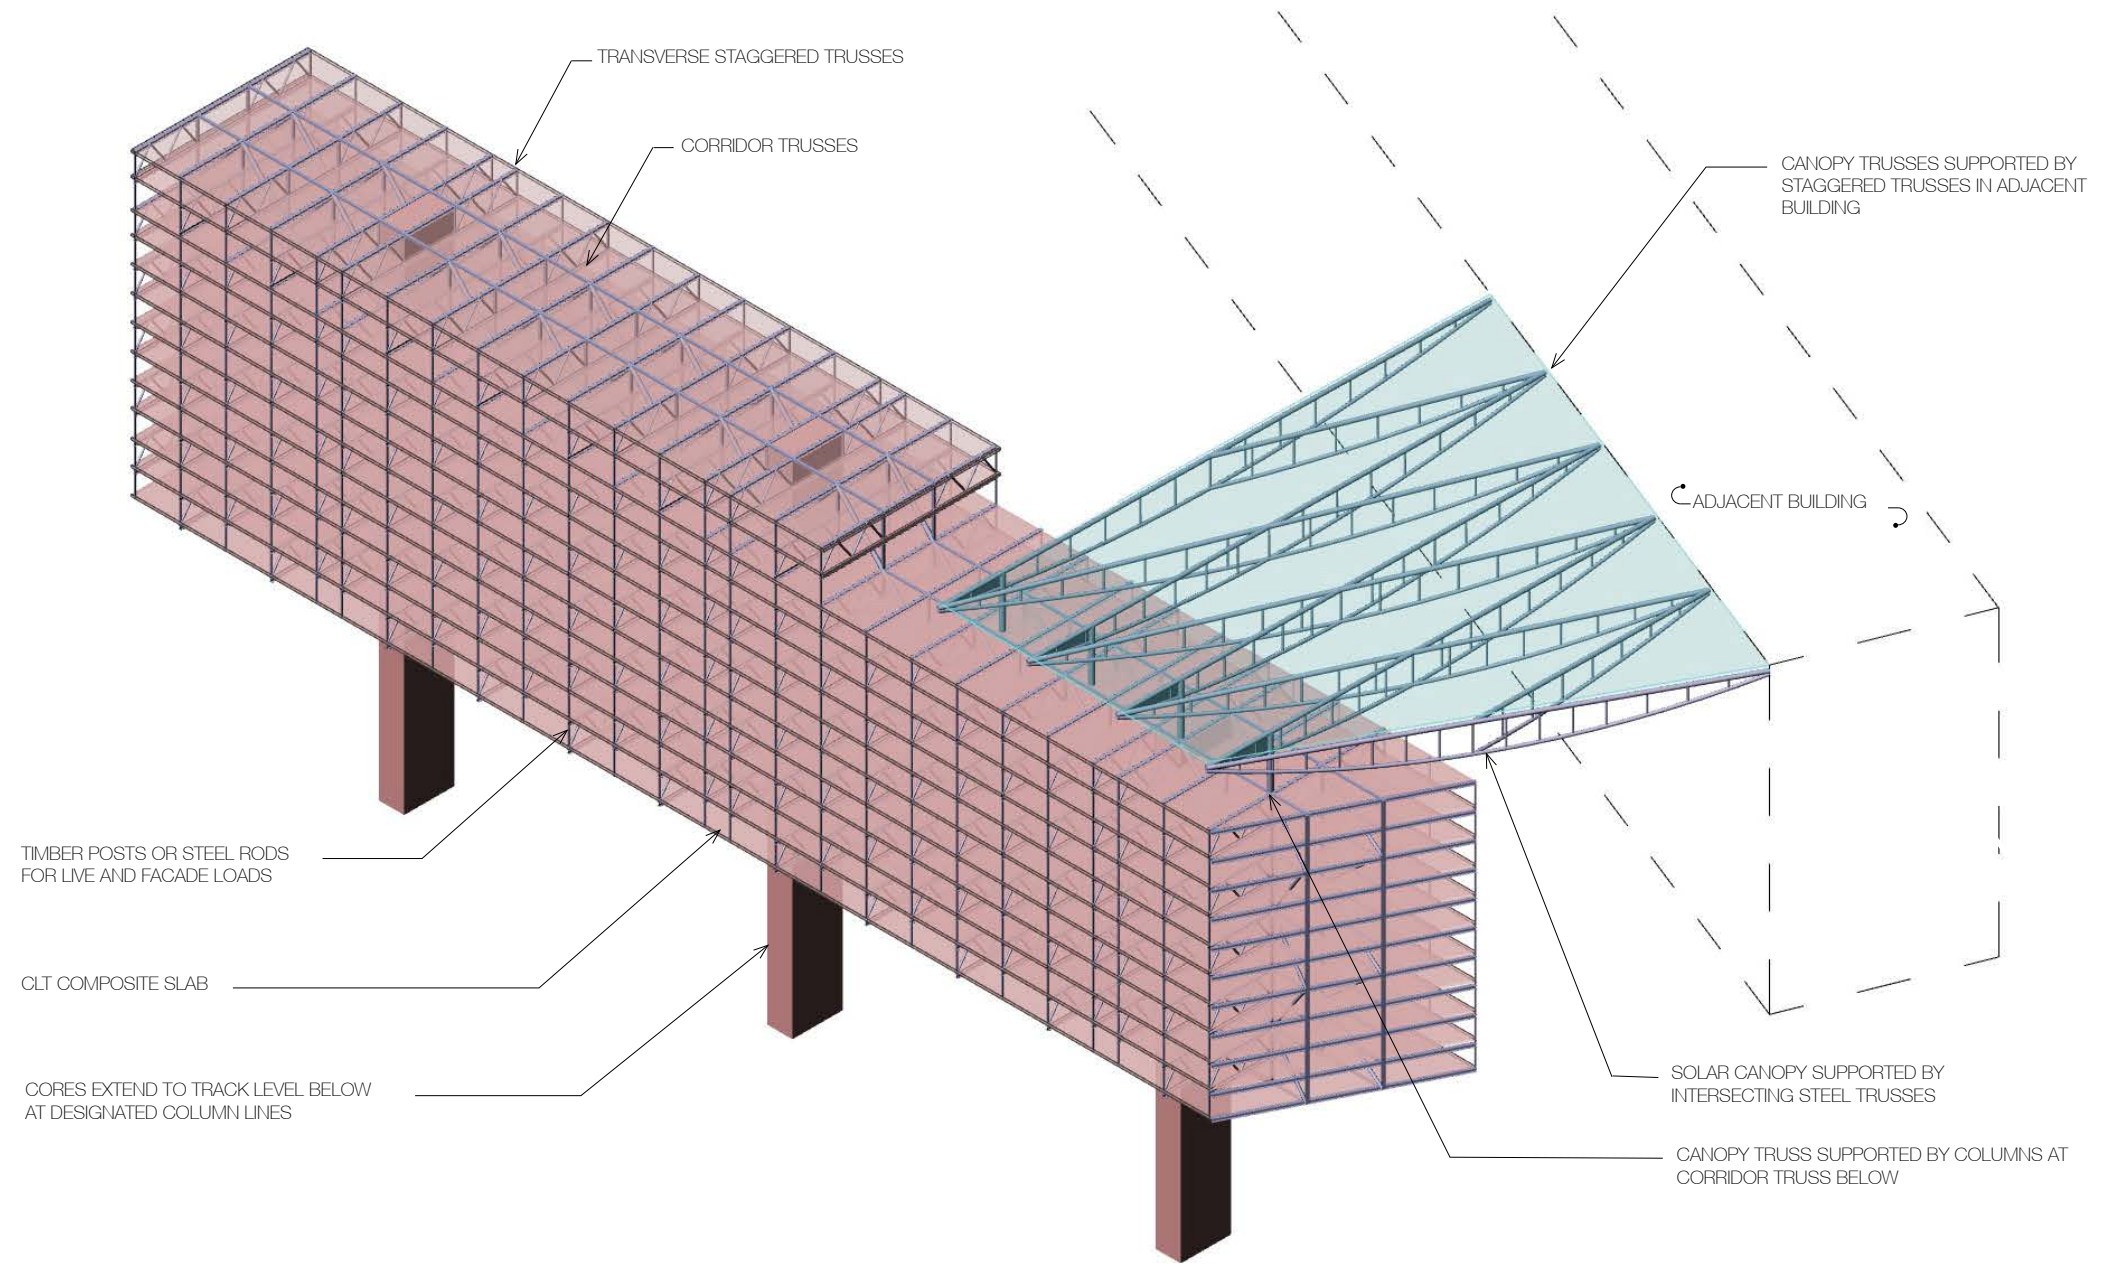 TRANSVERSE STAGGERED TRUSSES
CORRIDOR TRUSSES
CANOPY TRUSSES SUPPORTED BY
STAGGERED TRUSSES IN ADJACENT
BUILDING
ADJACENT BUILDING
TIMBER POSTS OR STEEL RODS
FOR LIVE AND FACADE LOADS
CLT COMPOSITE SLAB
CORES EXTEND TO TRACK LEVEL BELOW
AT DESIGNATED COLUMN LINES
SOLAR CANOPY SUPPORTED BY
INTERSECTING STEEL TRUSSES
CANOPY TRUSS SUPPORTED BY COLUMNS AT
CORRIDOR TRUSS BELOW